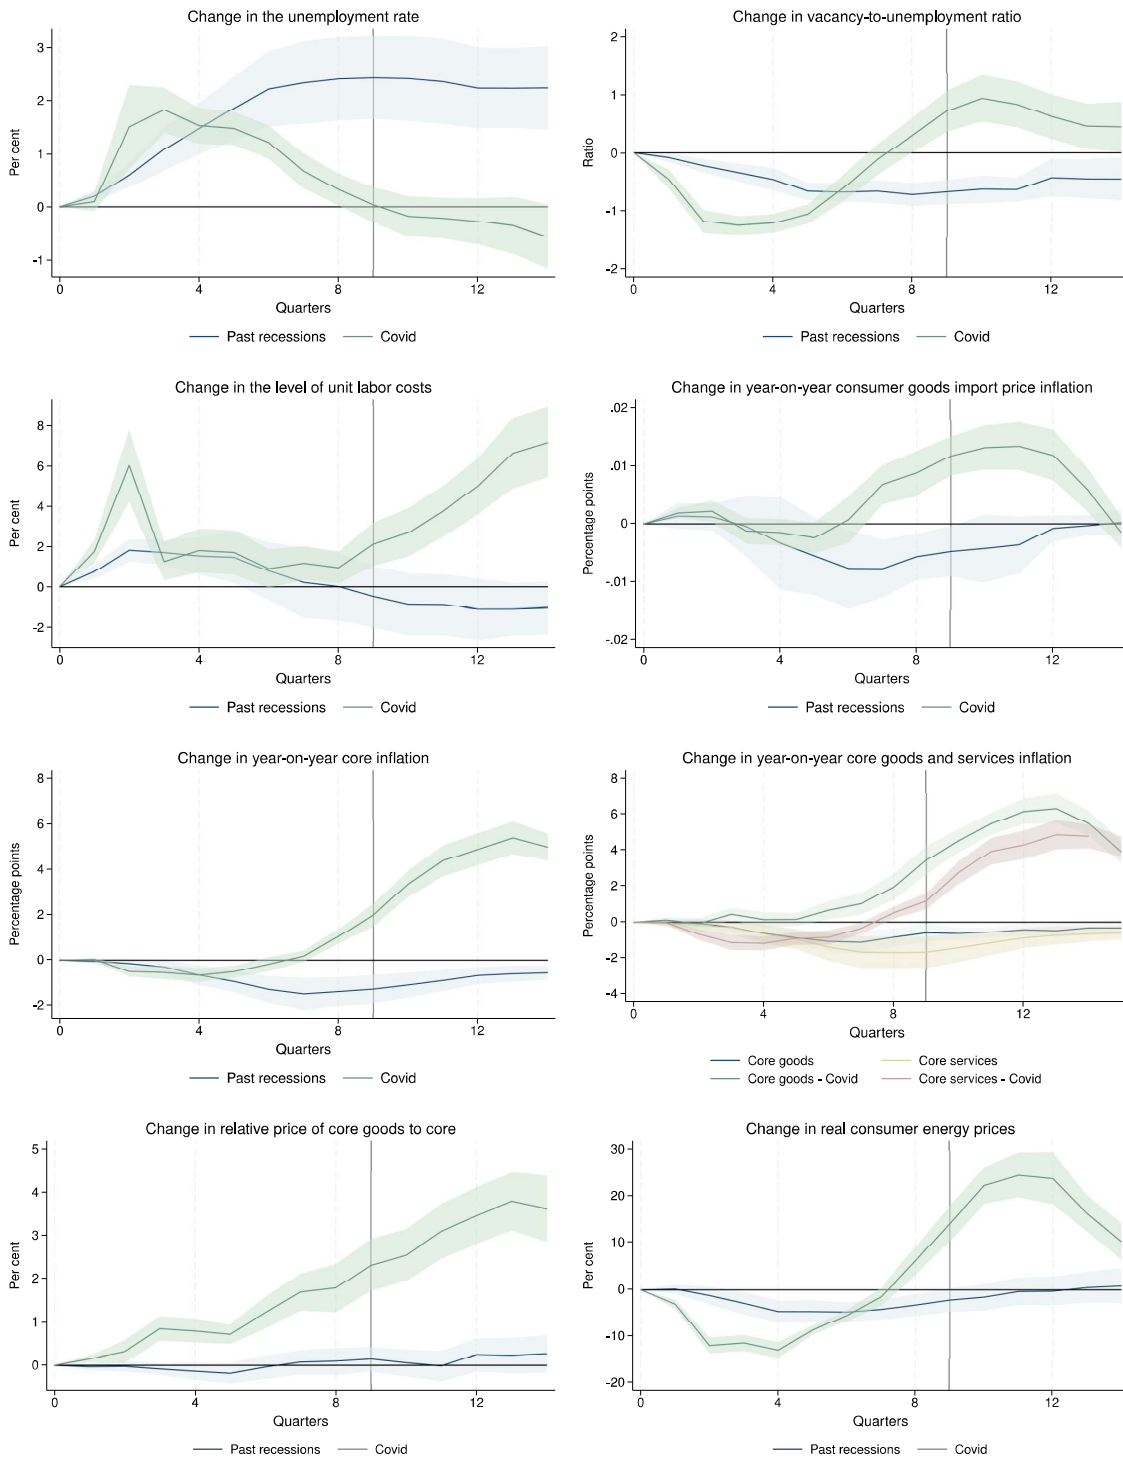 Change in the unemployment rate
Per cent
3
2
1
0
-1
0 4 8 12
Quarters
Past recessions Covid
Change in vacancy-to-unemployment ratio
Ratio
2
1
0
-1
-2
0 4 8 12
Quarters
Past recessions Covid
Change in the level of unit labor costs
Per cent
8
6
4
2
0
-2
0 4 8 12
Quarters
Past recessions Covid
Change in year-on-year consumer goods import price inflation
Percentage points
.02
.01
0
-.01
-.02
0 4 8 12
Quarters
Past recessions Covid
Change in year-on-year core inflation
Percentage points
8
6
4
2
0
-2
0 4 8 12
Quarters
Past recessions Covid
Change in year-on-year core goods and services inflation
Percentage points
8
6
4
2
0
-2
-4
0 4 8 12
Quarters
Core goods Core services
Core goods - Covid Core services - Covid
Change in relative price of core goods to core
Per cent
5
4
3
2
1
0
0 4 8 12
Quarters
Past recessions Covid
Change in real consumer energy prices
Per cent
30
20
10
0
-10
-20
0 4 8 12
Quarters
Past recessions Covid